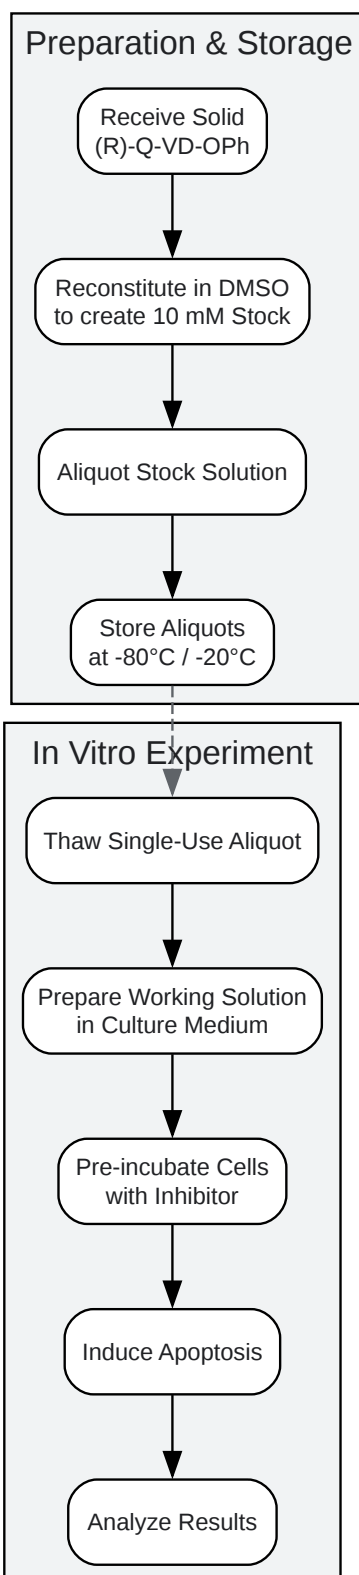 Preparation & Storage
Receive Solid
(R)-Q-VD-OPh
Reconstitute in DMSO
to create 10 mM Stock
Aliquot Stock Solution
Store Aliquots
at -80°C / -20°C
In Vitro Experiment
Thaw Single-Use Aliquot
Prepare Working Solution
in Culture Medium
Pre-incubate Cells
with Inhibitor
Induce Apoptosis
Analyze Results